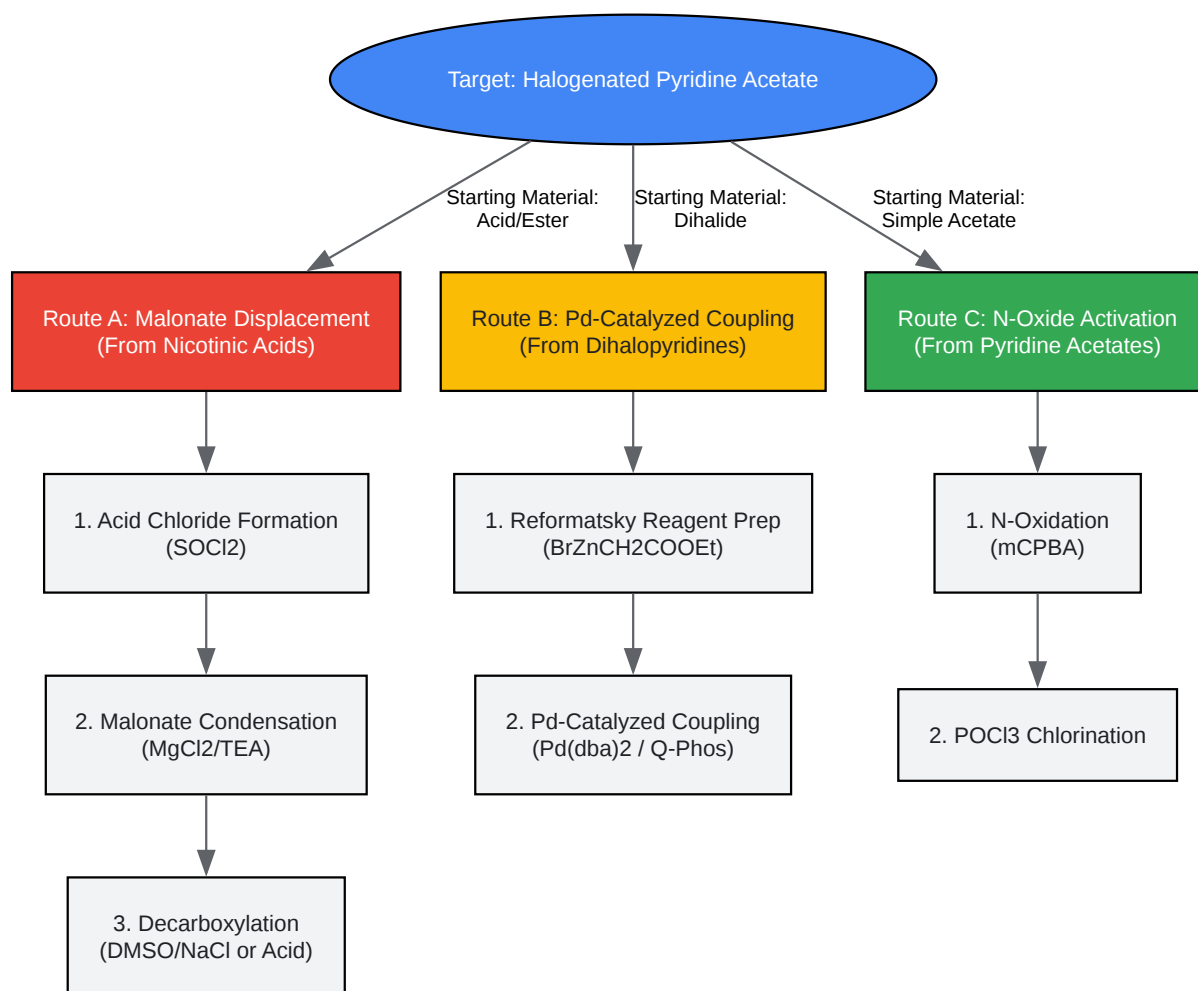 Target: Halogenated Pyridine Acetate
Starting Material:
Acid/Ester
Starting Material:
Dihalide
Starting Material:
Simple Acetate
Route A: Malonate Displacement
(From Nicotinic Acids)
Route B: Pd-Catalyzed Coupling
(From Dihalopyridines)
Route C: N-Oxide Activation
(From Pyridine Acetates)
1. Acid Chloride Formation
(SOCl2)
1. Reformatsky Reagent Prep
(BrZnCH2COOEt)
1. N-Oxidation
(mCPBA)
2. Malonate Condensation
(MgCl2/TEA)
2. Pd-Catalyzed Coupling
(Pd(dba)2 / Q-Phos)
2. POCl3 Chlorination
3. Decarboxylation
(DMSO/NaCl or Acid)